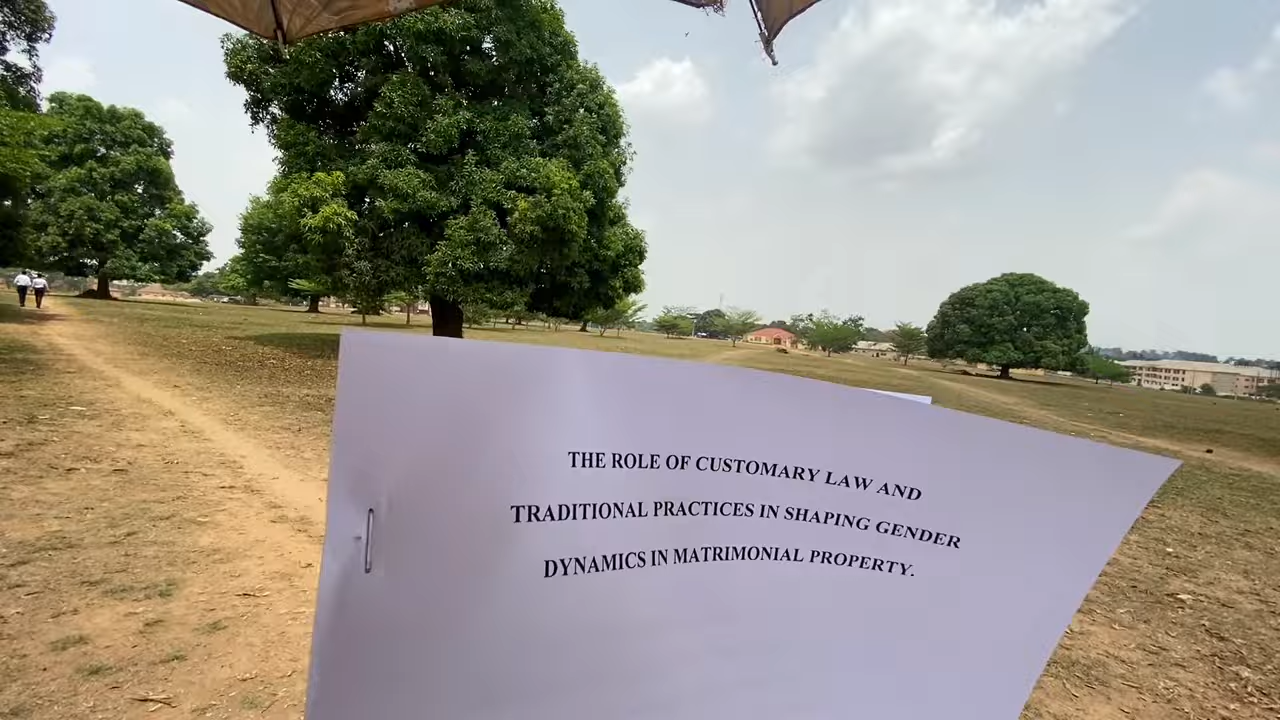 THE ROLE OF CUSTOMARY LAW AND
TRADITIONAL PRACTICES IN SHAPING GENDER
DYNAMICS IN MATRIMONIAL PROPERTY.